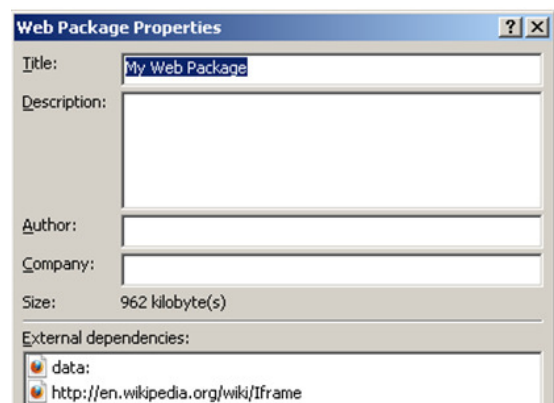 Web Package Properties
Title: My Web Package
Description:
Author:
Company:
Size: 962 kilobyte(s)
External dependencies:
data:
http://en.wikipedia.org/wiki/Iframe